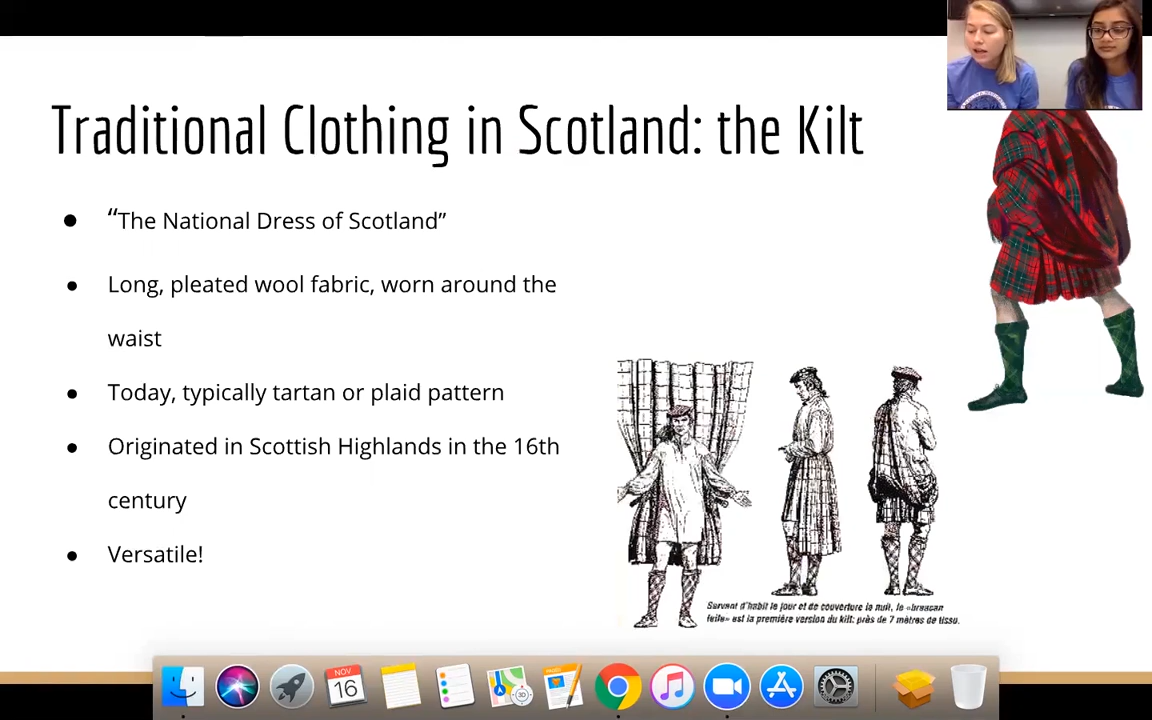 Traditional Clothing in Scotland: the Kilt
● “The National Dress of Scotland”
● Long, pleated wool fabric, worn around the
waist
● Today, typically tartan or plaid pattern
● Originated in Scottish Highlands in the 16th
century
● Versatile!
Servant d'habit le jour et de couverture la nuit, le «breacan
feile» est la première version du kilt: près de 7 mètres de tissu.
NOV
16
3D